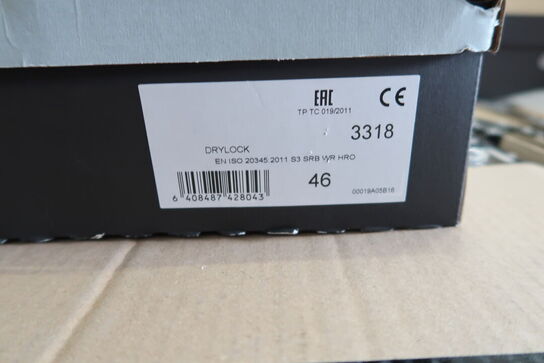 EAC
TP TC 019/2011
CE
3318
DRYLOCK
EN ISO 20345:2011 S3 SRB WR HRO
46
6 408487 428043
00019A05B16